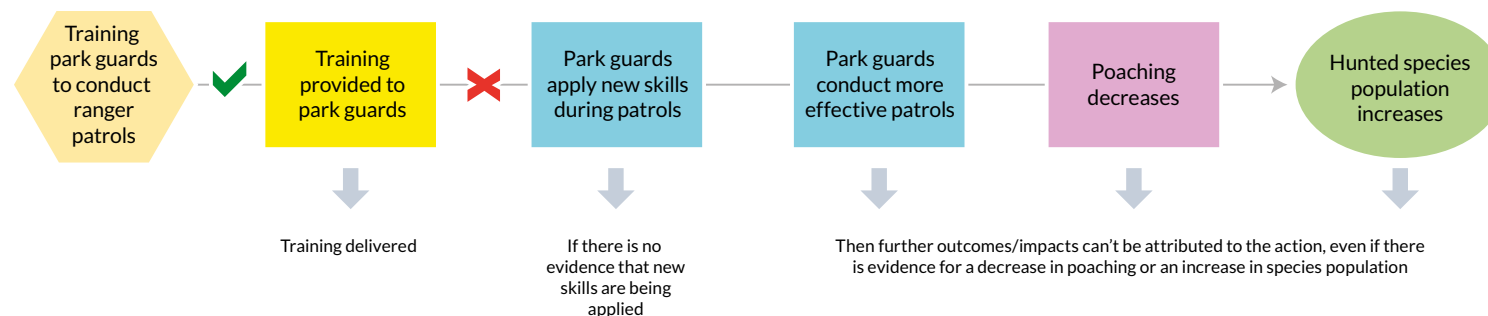 Training
park guards
to conduct
ranger
patrols
Training
provided to
park guards
Park guards
apply new skills
during patrols
Park guards
conduct more
effective patrols
Poaching
decreases
Hunted species
population
increases
Training delivered
If there is no
evidence that new
skills are being
applied
Then further outcomes/impacts can’t be attributed to the action, even if there
is evidence for a decrease in poaching or an increase in species population